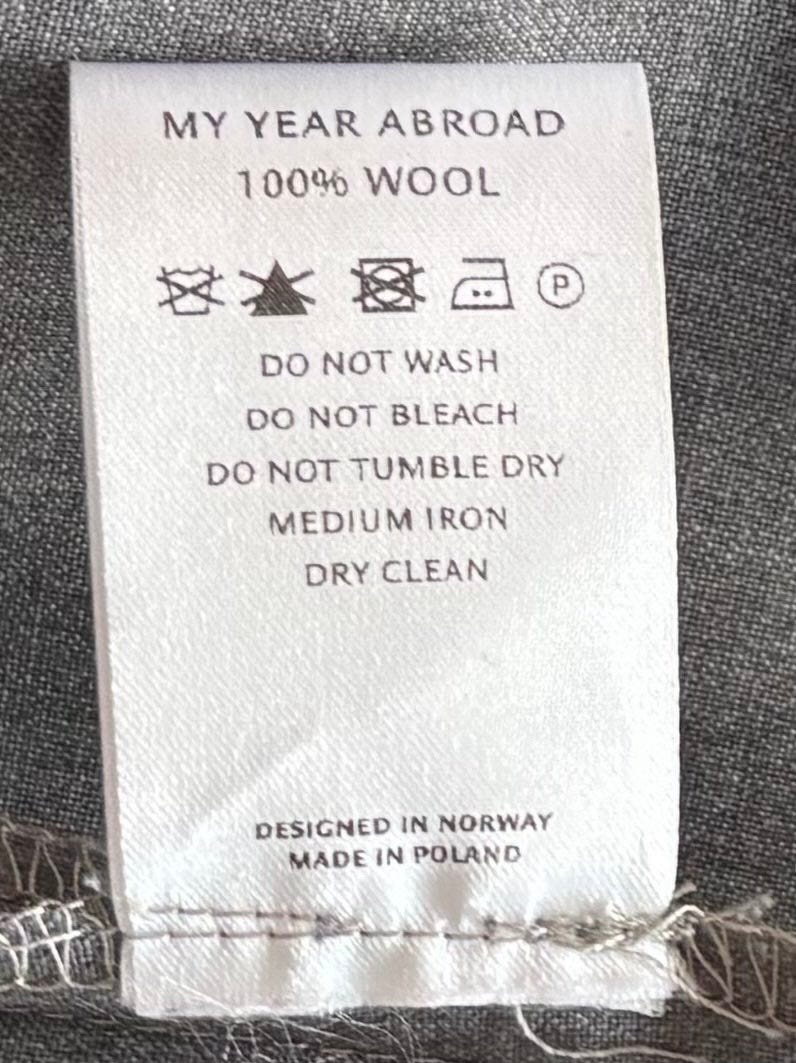 MY YEAR ABROAD
100% WOOL
P
DO NOT WASH
DO NOT BLEACH
DO NOT TUMBLE DRY
MEDIUM IRON
DRY CLEAN
DESIGNED IN NORWAY
MADE IN POLAND